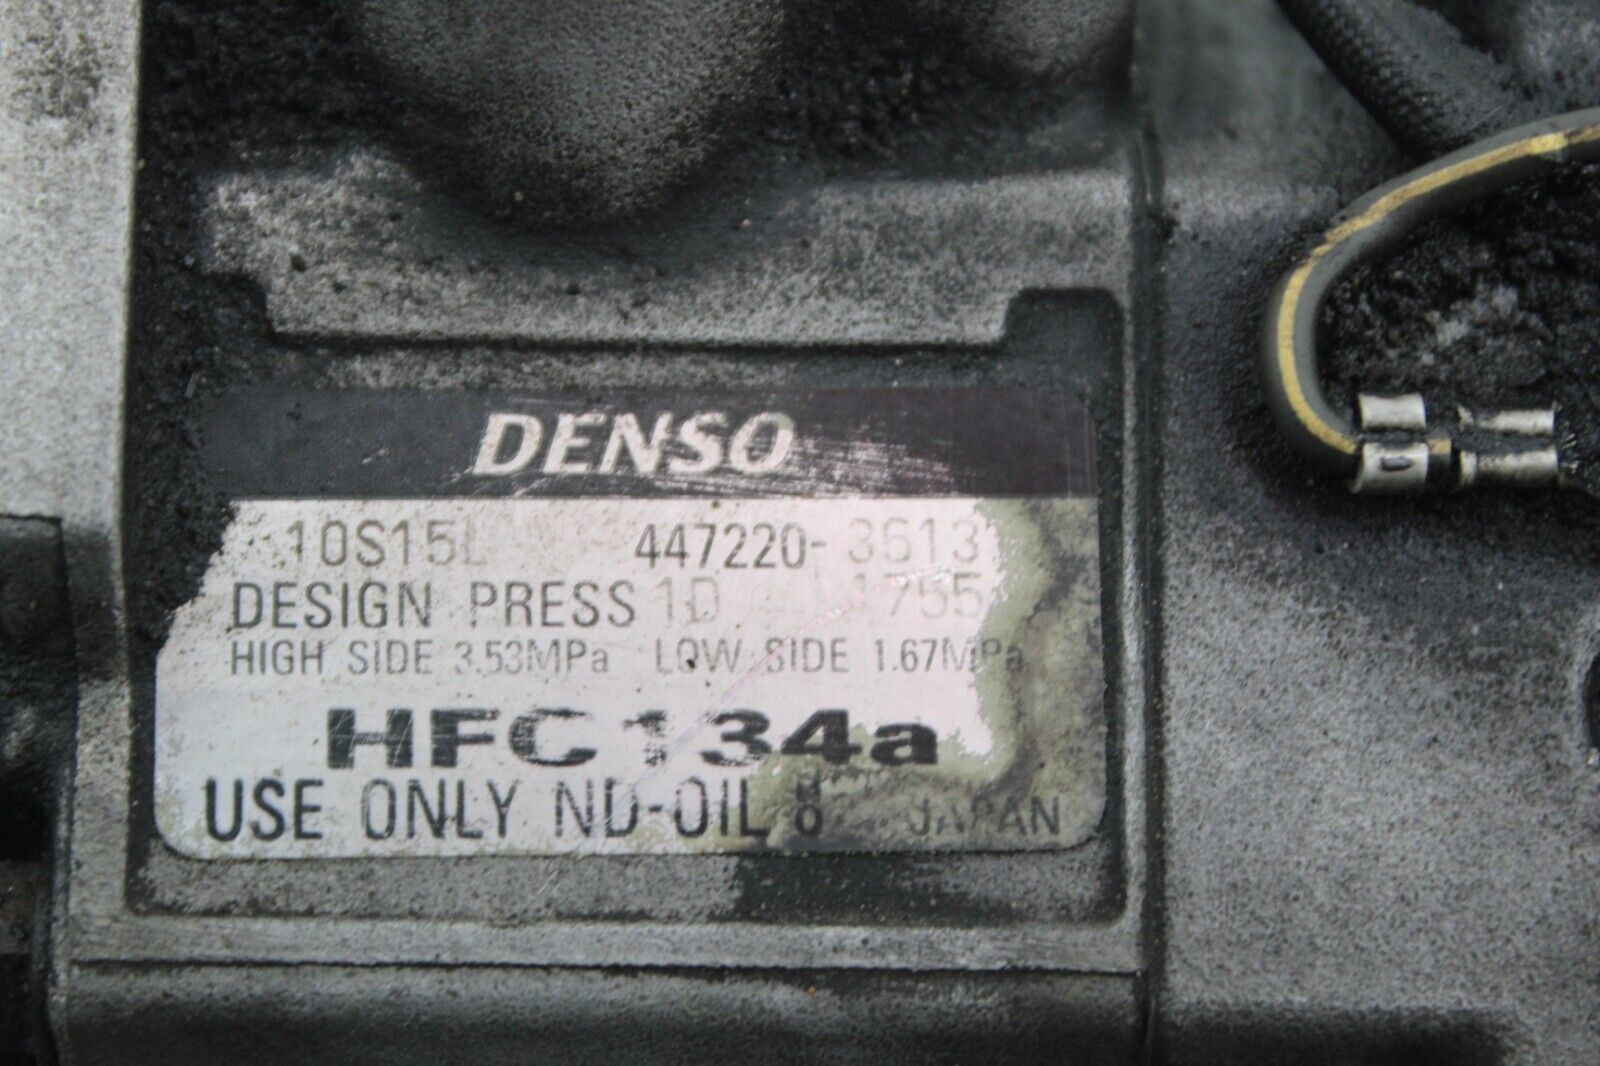 DENSO
10S15L 447220-3613
DESIGN PRESS 1D 1755
HIGH SIDE 3.53MPa LOW SIDE 1.67MPa
HFC134a
USE ONLY ND-OIL 8 JAPAN